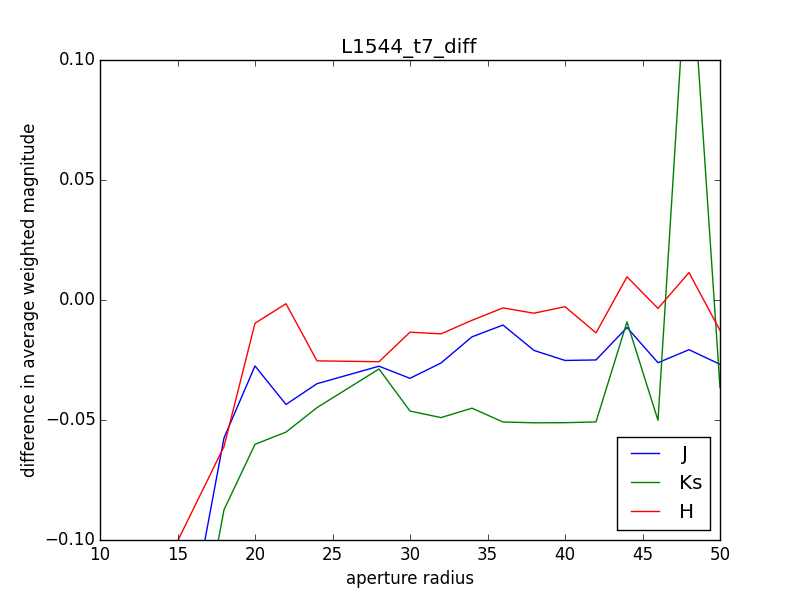 L1544_t7_diff
0.10
0.05
0.00
−0.05
−0.10
difference in average weighted magnitude
10 15 20 25 30 35 40 45 50
aperture radius
J
Ks
H